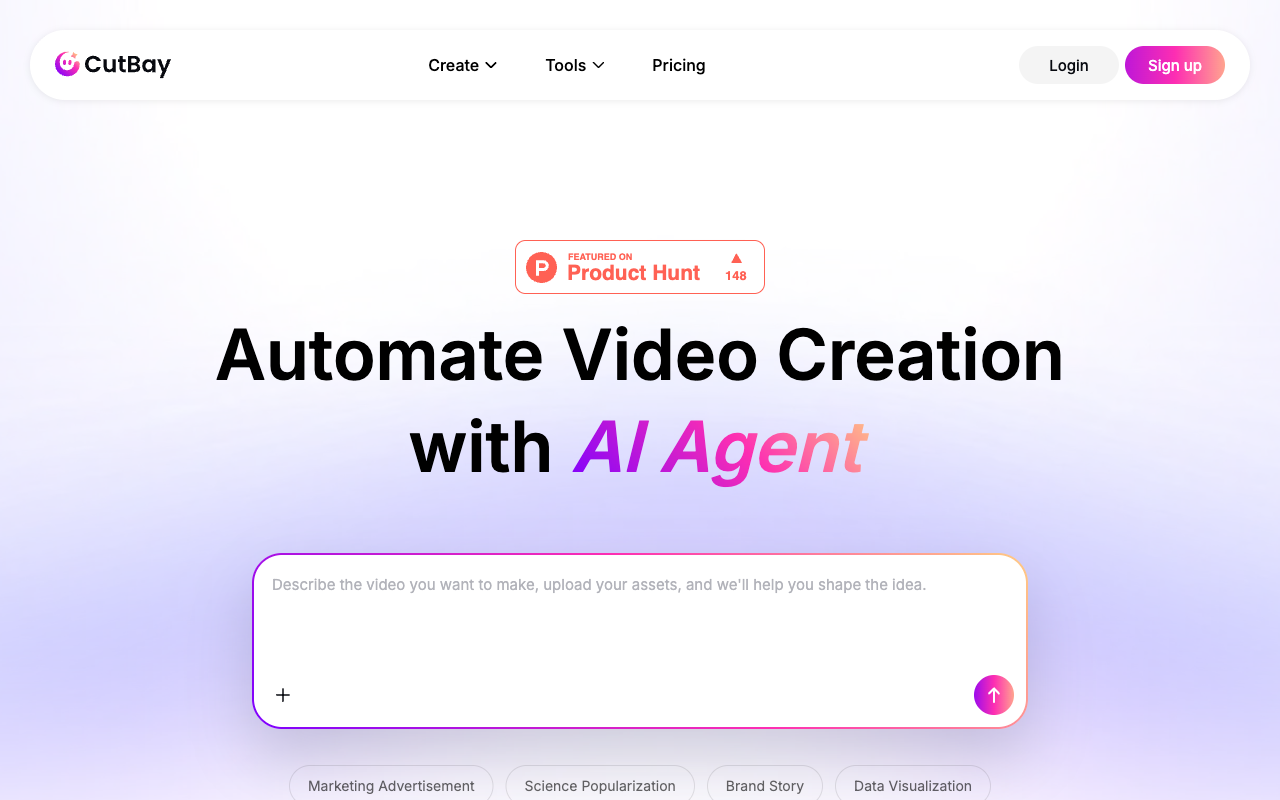 CutBay
Create
Tools
Pricing
Login
Sign up
FEATURED ON
Product Hunt
148
Automate Video Creation
with AI Agent
Describe the video you want to make, upload your assets, and we'll help you shape the idea.
Marketing Advertisement
Science Popularization
Brand Story
Data Visualization